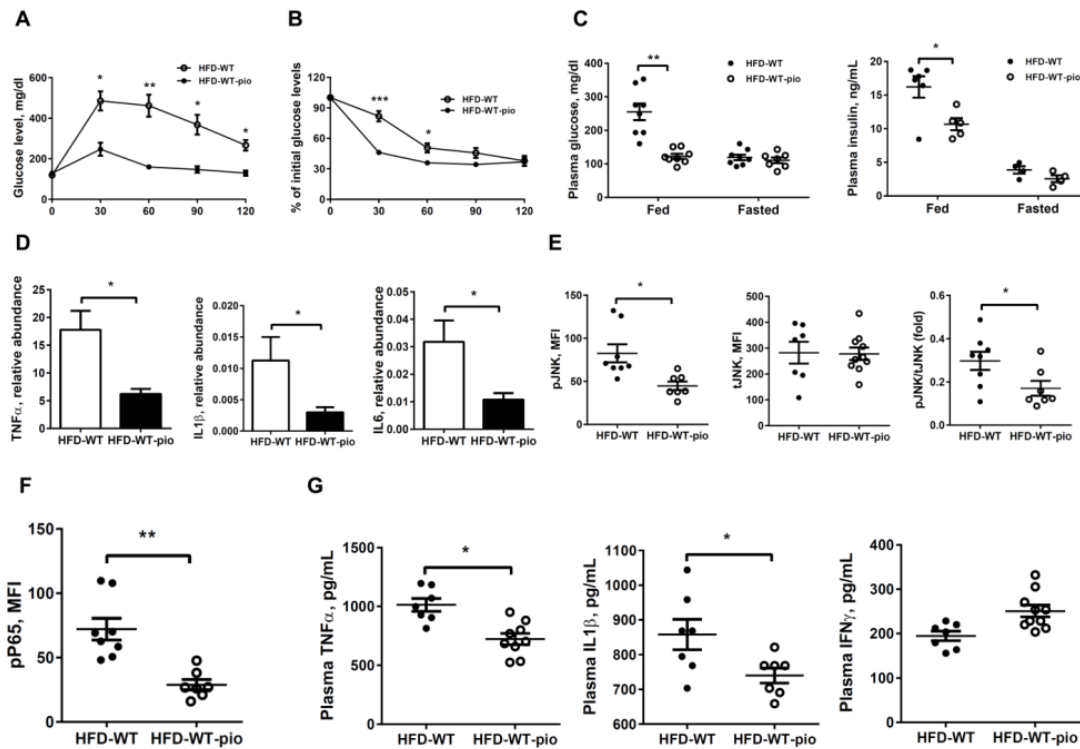 A
Glucose level, mg/dl
600
400
200
0
0 30 60 90 120
HFD-WT
HFD-WT-pio
*
**
*
*
B
% of initial glucose levels
130
100
70
40
10
0 30 60 90 120
HFD-WT
HFD-WT-pio
***
*
C
Plasma glucose, mg/dl
400
300
200
100
0
Fed Fasted
HFD-WT
HFD-WT-pio
**
Plasma insulin, ng/mL
20
15
10
5
0
Fed Fasted
HFD-WT
HFD-WT-pio
*
D
TNFα, relative abundance
25
20
15
10
5
0
HFD-WT HFD-WT-pio
*
IL1β, relative abundance
0.020
0.015
0.010
0.005
0.000
HFD-WT HFD-WT-pio
*
IL6, relative abundance
0.05
0.04
0.03
0.02
0.01
0.00
HFD-WT HFD-WT-pio
*
E
pJNK, MFI
150
100
50
0
HFD-WT HFD-WT-pio
*
tJNK, MFI
500
400
300
200
100
0
HFD-WT HFD-WT-pio
pJNK/tJNK (fold)
0.6
0.4
0.2
0.0
HFD-WT HFD-WT-pio
*
F
pP65, MFI
150
100
50
0
HFD-WT HFD-WT-pio
**
G
Plasma TNFα, pg/mL
1500
1000
500
0
HFD-WT HFD-WT-pio
*
Plasma IL1β, pg/mL
1100
1000
900
800
700
600
HFD-WT HFD-WT-pio
*
Plasma IFNγ, pg/mL
400
300
200
100
0
HFD-WT HFD-WT-pio